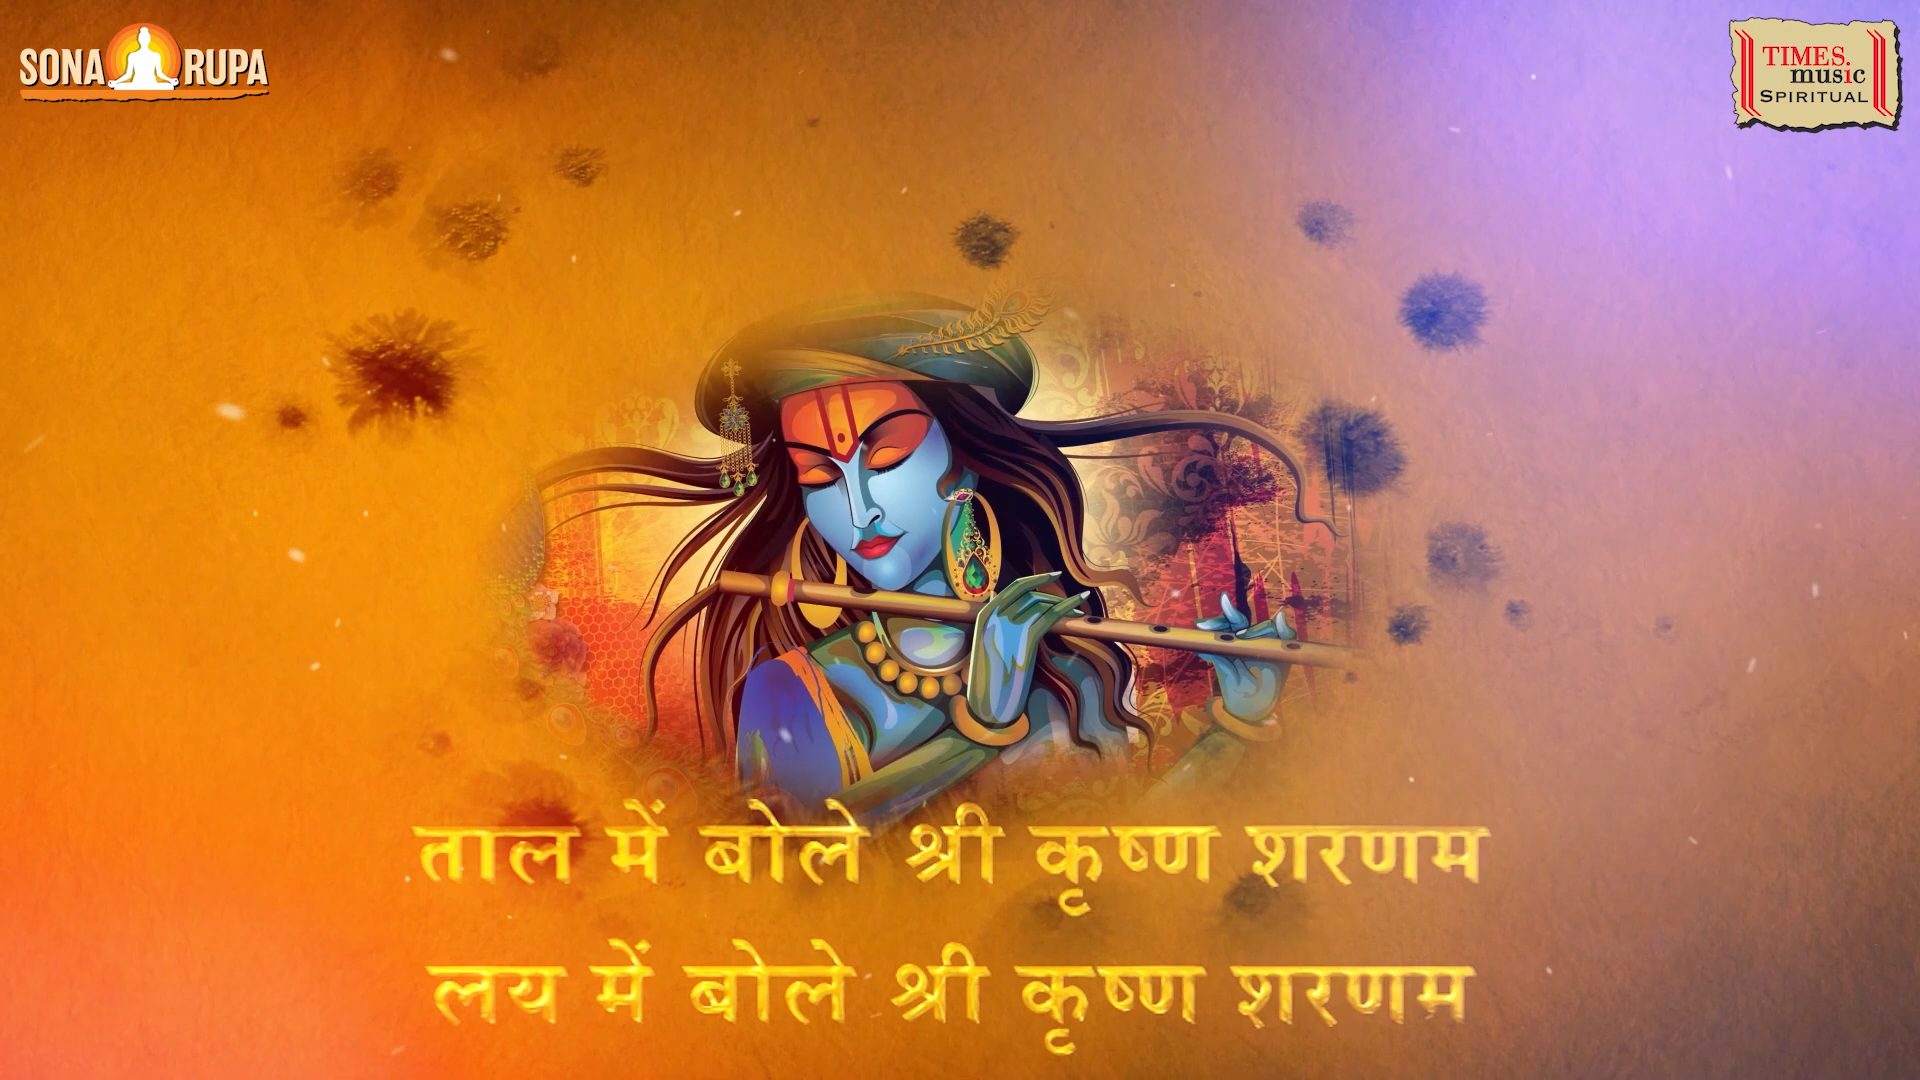 SONA RUPA
TIMES.
music
SPIRITUAL
ताल में बोले श्री कृष्ण शरणम
लय में बोले श्री कृष्ण शरणम